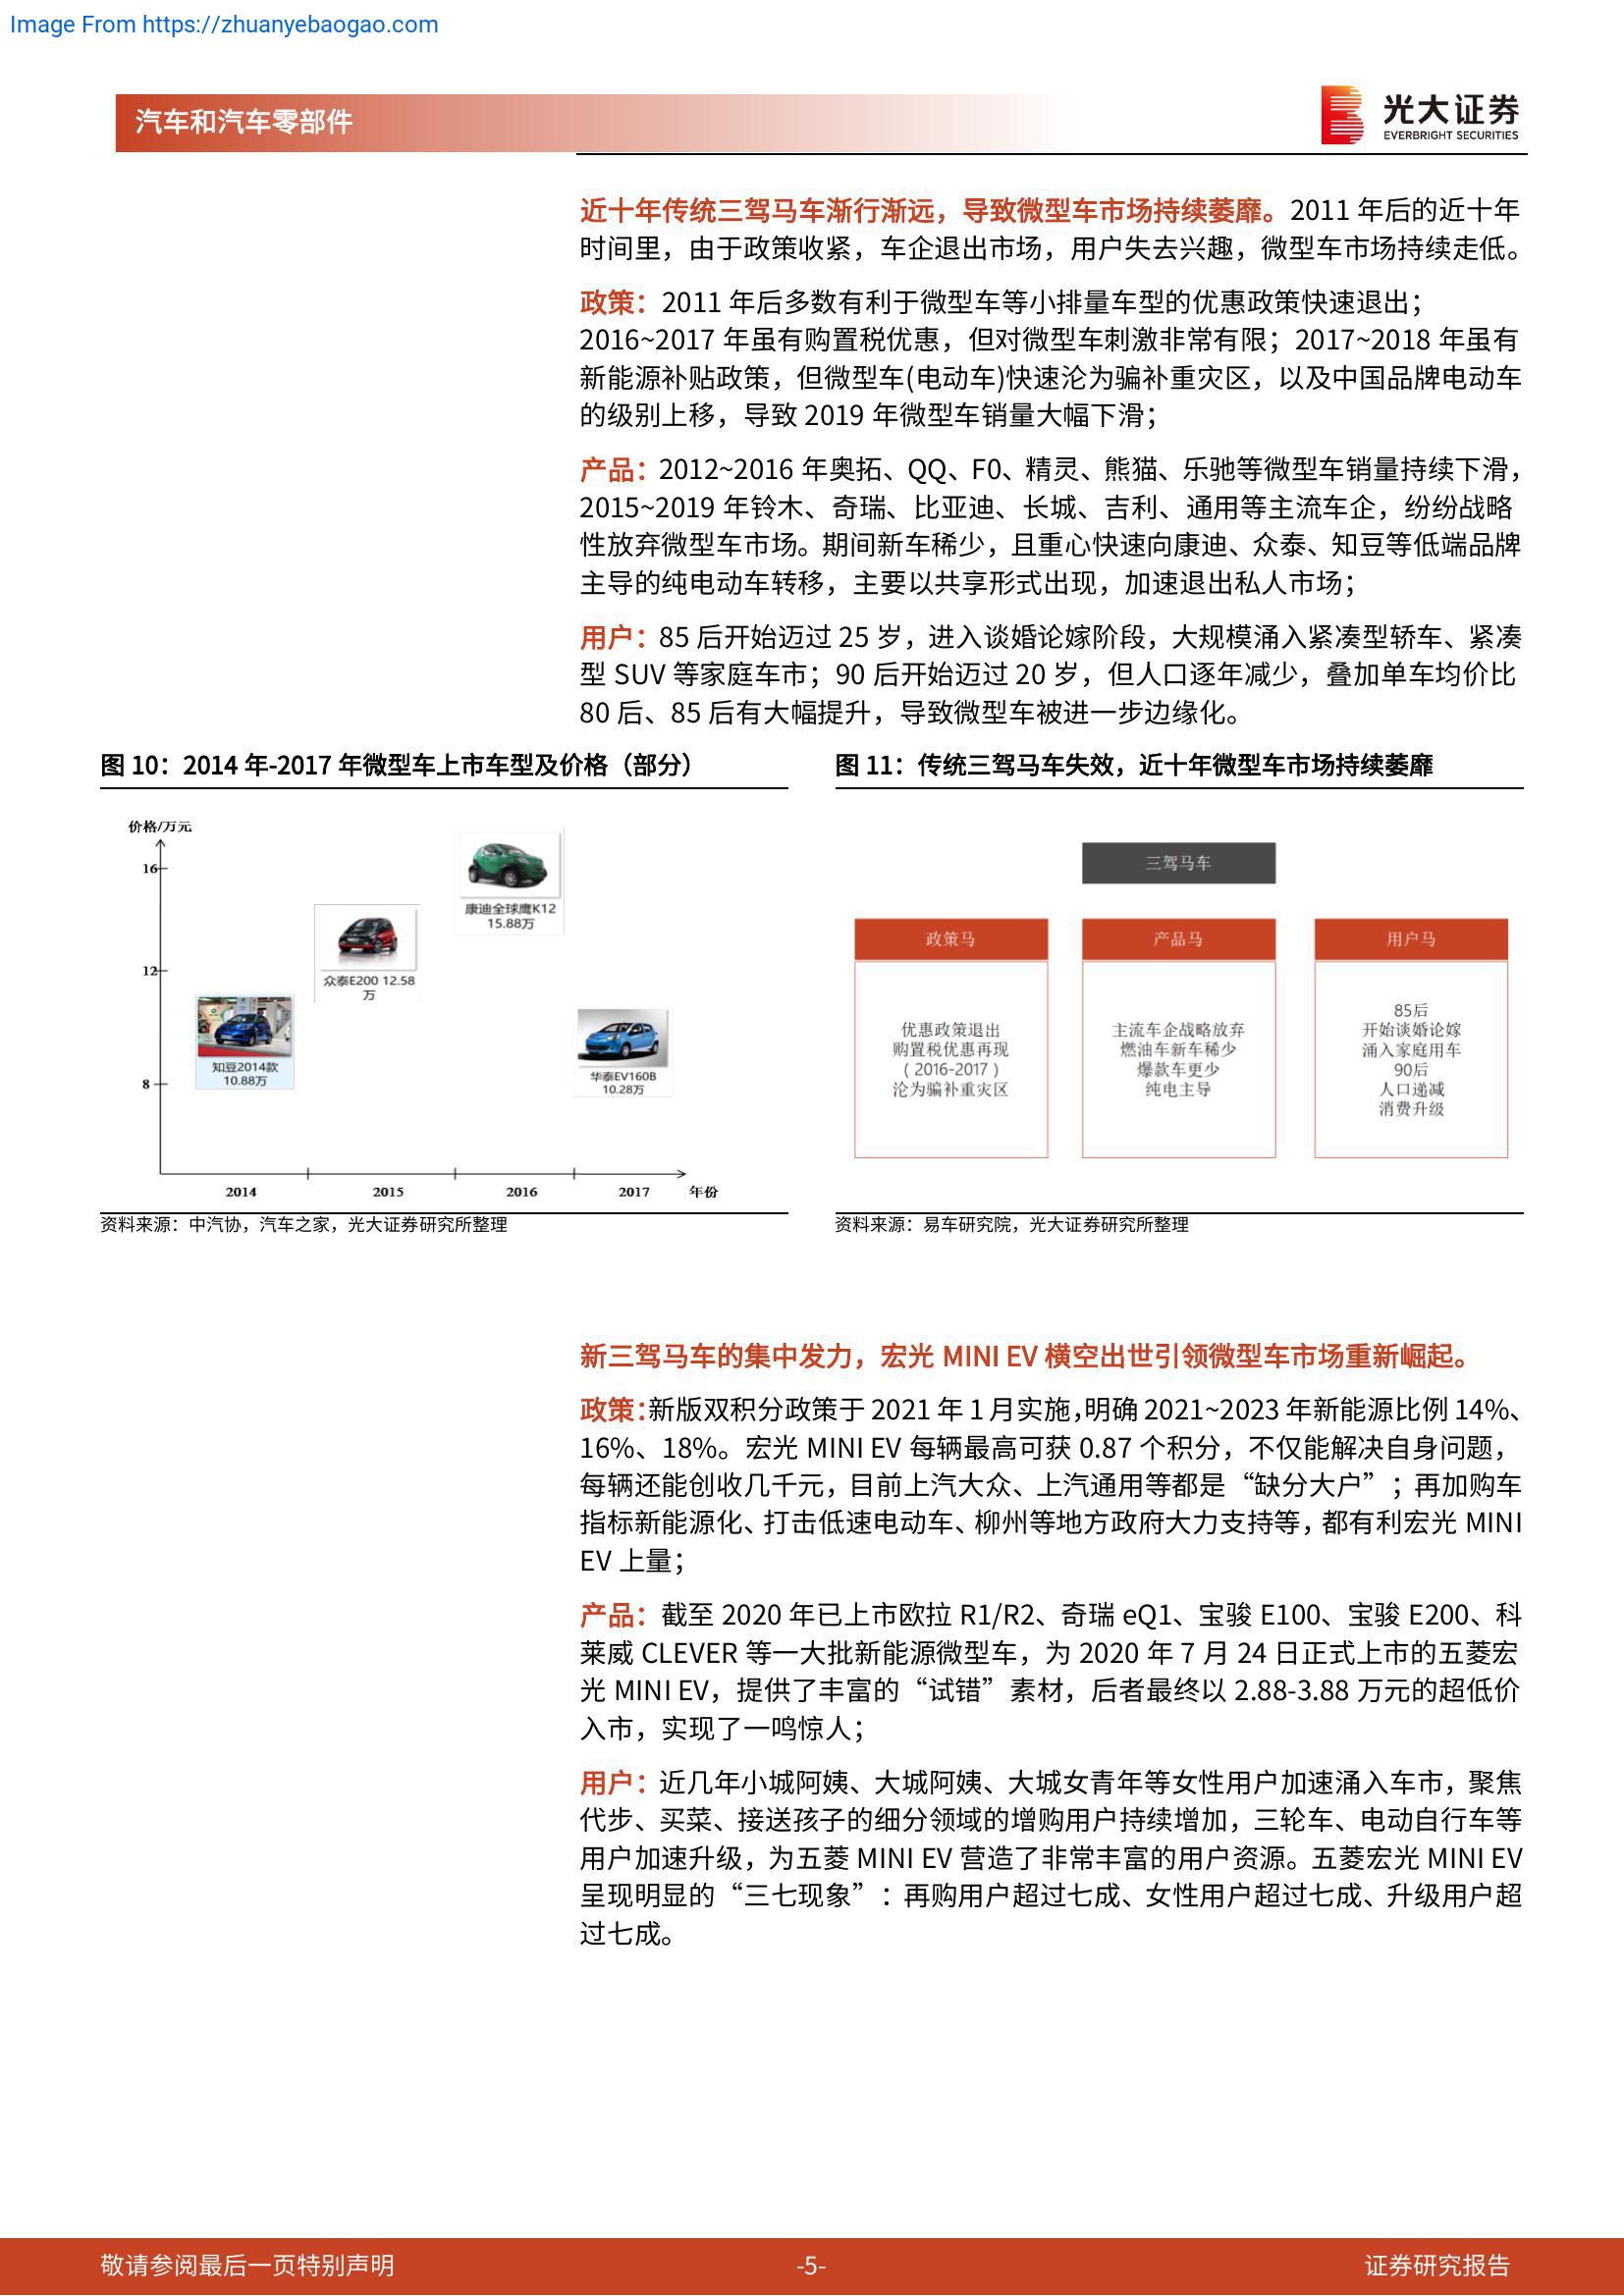 Image From https://zhuanyebaogao.com
汽车和汽车零部件
光大证券
EVERBRIGHT SECURITIES
近十年传统三驾马车渐行渐远，导致微型车市场持续萎靡。2011 年后的近十年
时间里，由于政策收紧，车企退出市场，用户失去兴趣，微型车市场持续走低。
政策：2011 年后多数有利于微型车等小排量车型的优惠政策快速退出；
2016~2017 年虽有购置税优惠，但对微型车刺激非常有限；2017~2018 年虽有
新能源补贴政策，但微型车(电动车)快速沦为骗补重灾区，以及中国品牌电动车
的级别上移，导致 2019 年微型车销量大幅下滑；
产品：2012~2016 年奥拓、QQ、F0、精灵、熊猫、乐驰等微型车销量持续下滑，
2015~2019 年铃木、奇瑞、比亚迪、长城、吉利、通用等主流车企，纷纷战略
性放弃微型车市场。期间新车稀少，且重心快速向康迪、众泰、知豆等低端品牌
主导的纯电动车转移，主要以共享形式出现，加速退出私人市场；
用户：85 后开始迈过 25 岁，进入谈婚论嫁阶段，大规模涌入紧凑型轿车、紧凑
型 SUV 等家庭车市；90 后开始迈过 20 岁，但人口逐年减少，叠加单车均价比
80 后、85 后有大幅提升，导致微型车被进一步边缘化。
图 10：2014 年-2017 年微型车上市车型及价格（部分）
价格/万元
16
12
8
康迪全球鹰K12
15.88万
众泰E200 12.58
万
知豆2014款
10.88万
华泰EV160B
10.28万
2014
2015
2016
2017
年份
资料来源：中汽协，汽车之家，光大证券研究所整理
图 11：传统三驾马车失效，近十年微型车市场持续萎靡
三驾马车
政策马
优惠政策退出
购置税优惠再现
（2016-2017）
沦为骗补重灾区
产品马
主流车企战略放弃
燃油车新车稀少
爆款车更少
纯电主导
用户马
85后
开始谈婚论嫁
涌入家庭用车
90后
人口递减
消费升级
资料来源：易车研究院，光大证券研究所整理
新三驾马车的集中发力，宏光 MINI EV 横空出世引领微型车市场重新崛起。
政策：新版双积分政策于 2021 年 1 月实施，明确 2021~2023 年新能源比例 14%、
16%、18%。宏光 MINI EV 每辆最高可获 0.87 个积分，不仅能解决自身问题，
每辆还能创收几千元，目前上汽大众、上汽通用等都是“缺分大户”；再加购车
指标新能源化、打击低速电动车、柳州等地方政府大力支持等，都有利宏光 MINI
EV 上量；
产品：截至 2020 年已上市欧拉 R1/R2、奇瑞 eQ1、宝骏 E100、宝骏 E200、科
莱威 CLEVER 等一大批新能源微型车，为 2020 年 7 月 24 日正式上市的五菱宏
光 MINI EV，提供了丰富的“试错”素材，后者最终以 2.88-3.88 万元的超低价
入市，实现了一鸣惊人；
用户：近几年小城阿姨、大城阿姨、大城女青年等女性用户加速涌入车市，聚焦
代步、买菜、接送孩子的细分领域的增购用户持续增加，三轮车、电动自行车等
用户加速升级，为五菱 MINI EV 营造了非常丰富的用户资源。五菱宏光 MINI EV
呈现明显的“三七现象”：再购用户超过七成、女性用户超过七成、升级用户超
过七成。
敬请参阅最后一页特别声明
-5-
证券研究报告